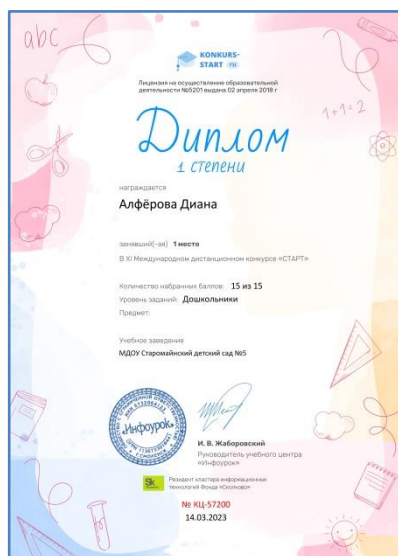 abc
KONKURS-
START РУ
Лицензия на осуществление образовательной
деятельности №5201 выдана 02 апреля 2018 г
1+1=2
Диплом
1 степени
награждается
Алфёрова Диана
занявший(-ая) 1 место
В XI Международном дистанционном конкурсе «СТАРТ»
Количество набранных баллов: 15 из 15
Уровень заданий: Дошкольники
Предмет:
Учебное заведение
МДОУ Старомайнский детский сад №5
«Инфоурок»
И. В. Жаборовский
Руководитель учебного центра
«Инфоурок»
Sk
Резидент кластера информационных
технологий Фонда «Сколково»
№ КЦ-57200
14.03.2023